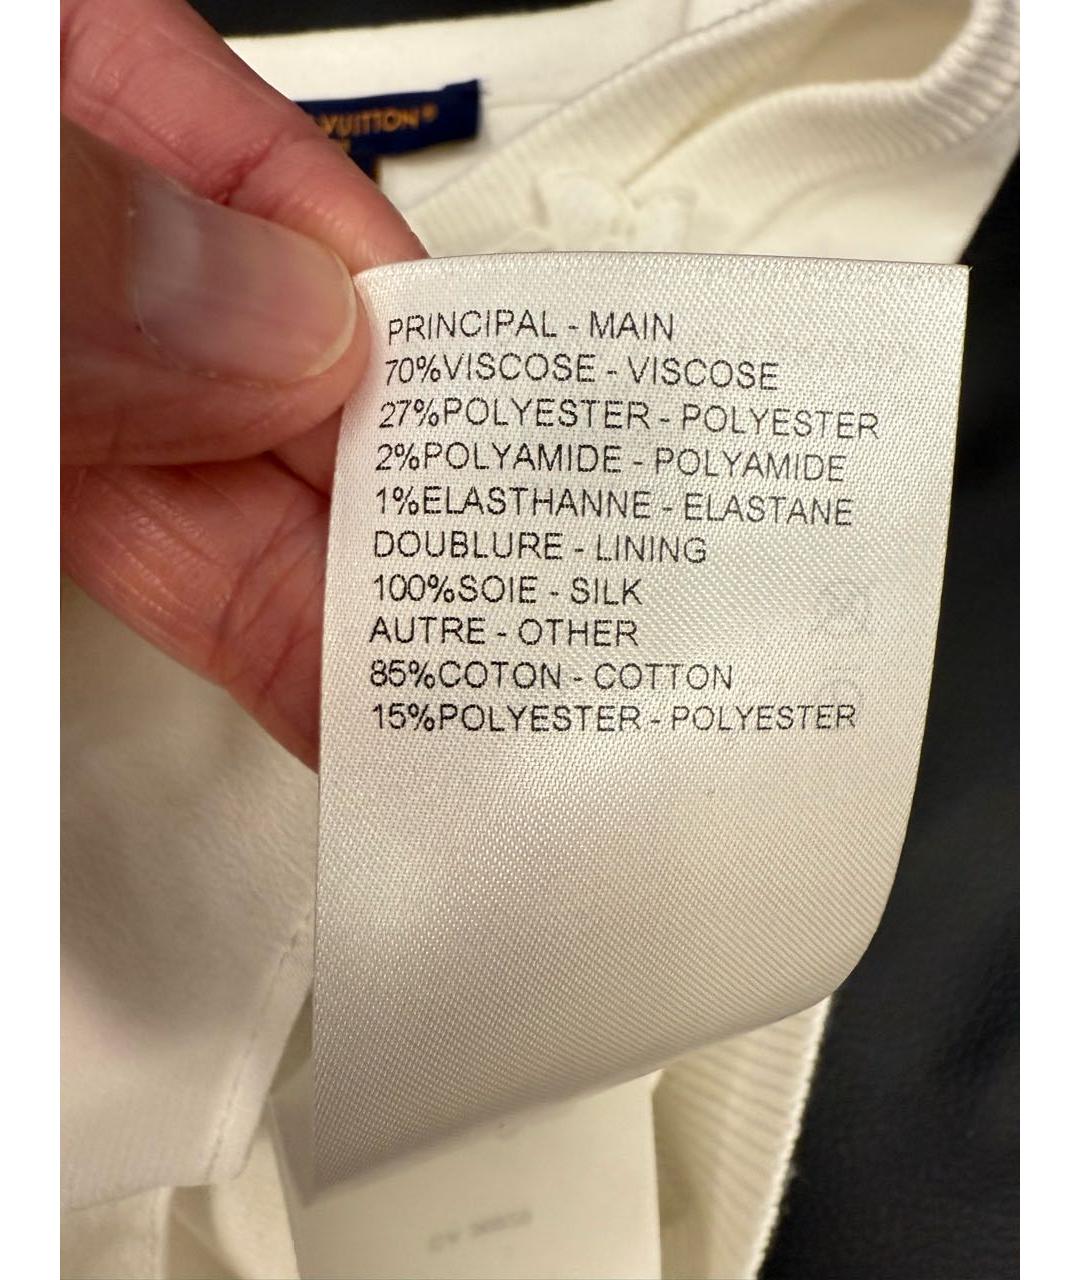 VUITTON®
PRINCIPAL - MAIN
70%VISCOSE - VISCOSE
27%POLYESTER - POLYESTER
2%POLYAMIDE - POLYAMIDE
1%ELASTHANNE - ELASTANE
DOUBLURE - LINING
100%SOIE - SILK
AUTRE - OTHER
85%COTON - COTTON
15%POLYESTER - POLYESTER